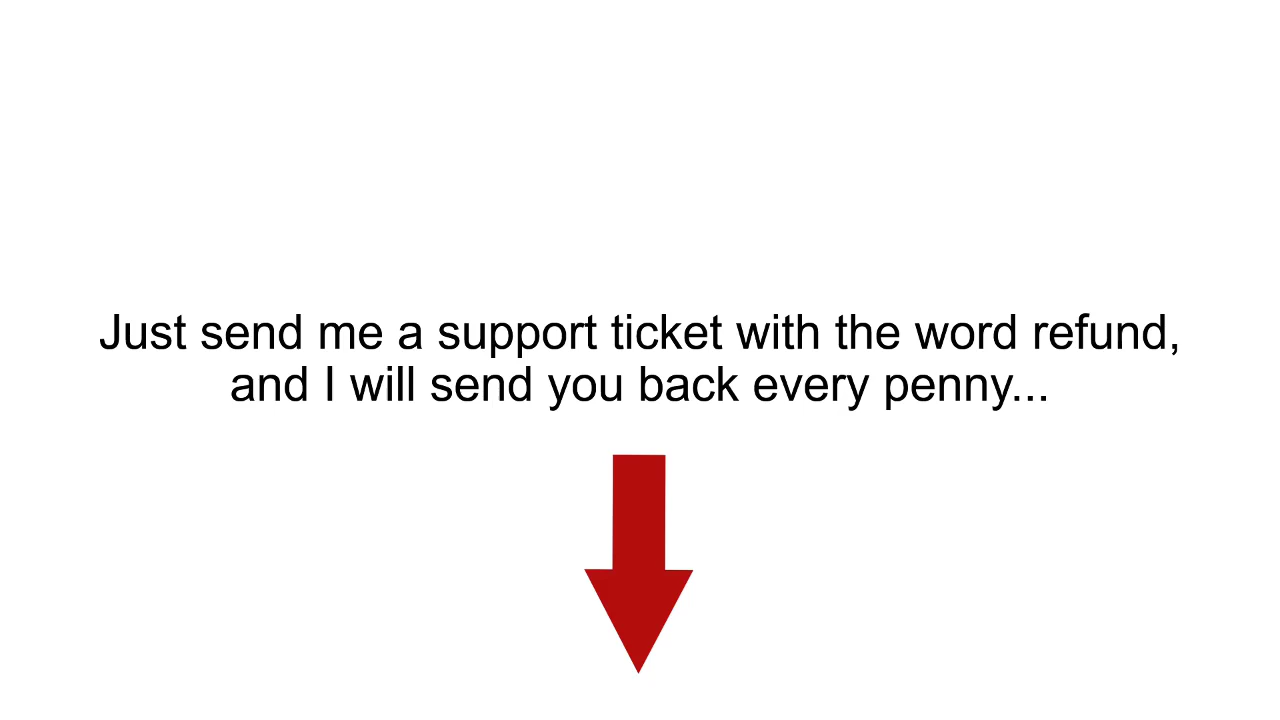 Just send me a support ticket with the word refund,
and I will send you back every penny...